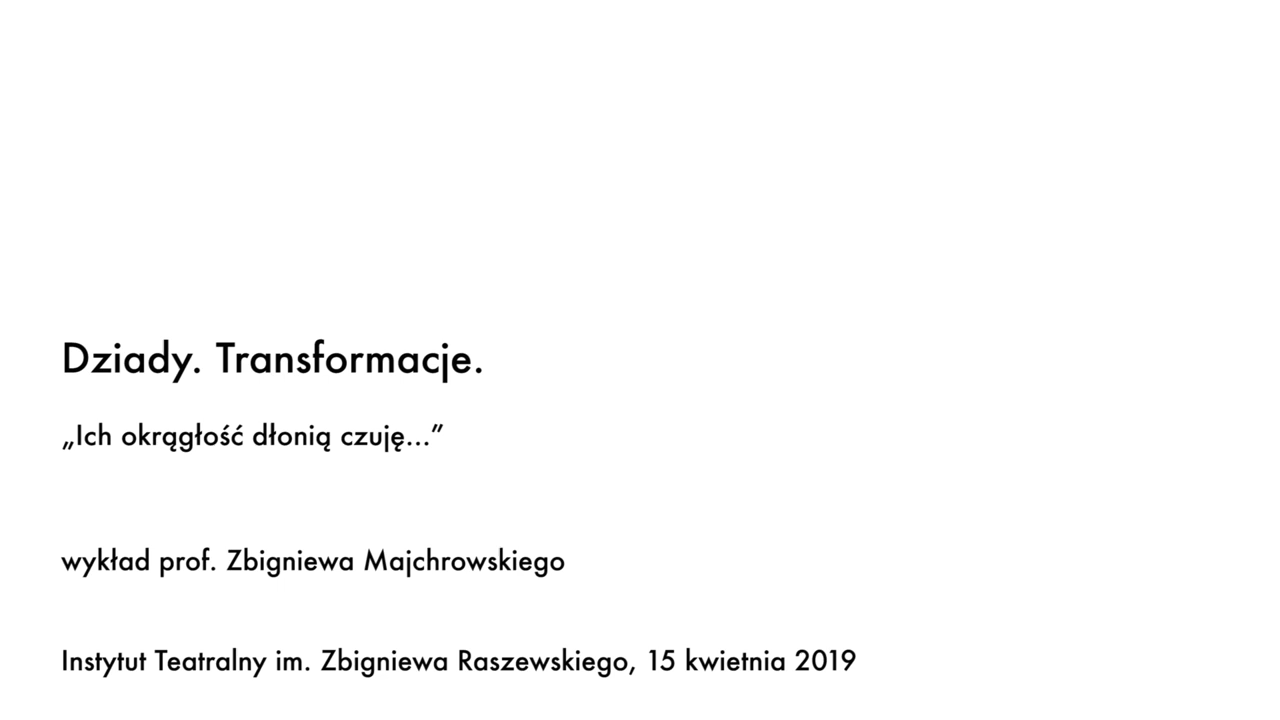 Dziady. Transformacje.
„Ich okrągłość dłonią czuję...”
wykład prof. Zbigniewa Majchrowskiego
Instytut Teatralny im. Zbigniewa Raszewskiego, 15 kwietnia 2019